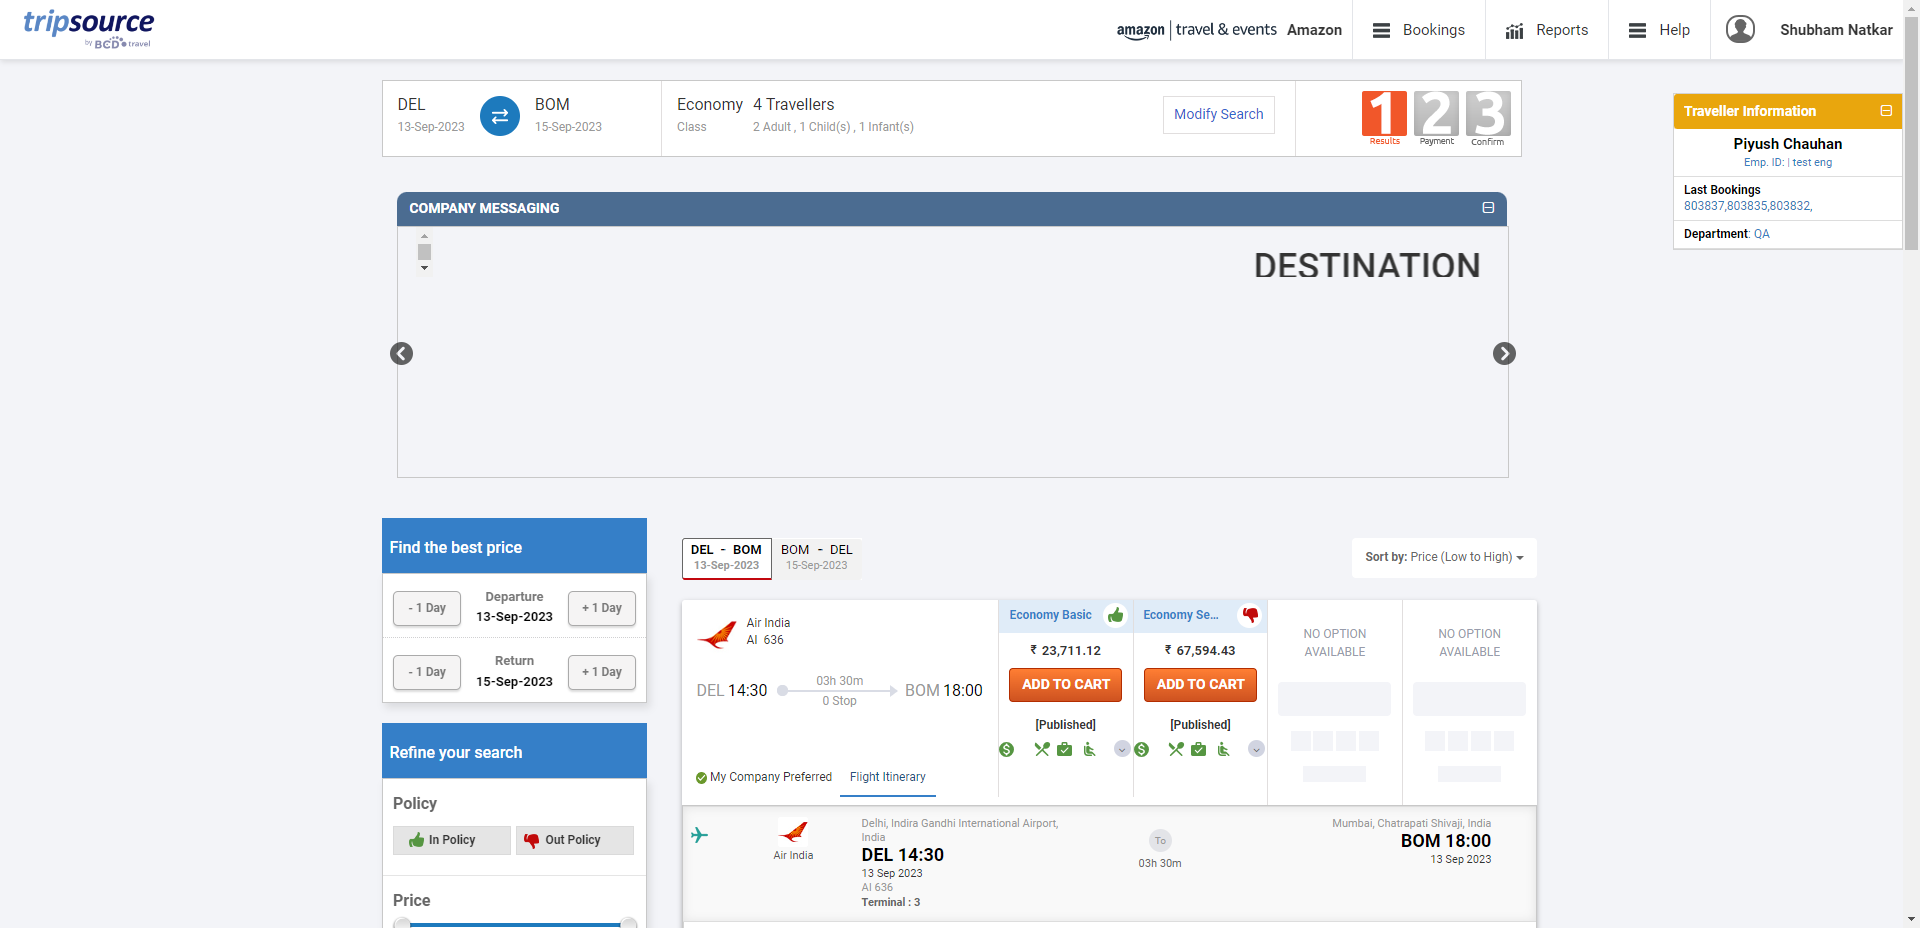 tripsource
by BCD travel
amazon travel & events Amazon
Bookings
Reports
Help
Shubham Natkar
DEL
13-Sep-2023
BOM
15-Sep-2023
Economy
Class
4 Travellers
2 Adult , 1 Child(s) , 1 Infant(s)
Modify Search
1 2 3
Results Payment Confirm
Traveller Information
Piyush Chauhan
Emp. ID: | test eng
Last Bookings
803837,803835,803832,
Department: QA
COMPANY MESSAGING
DESTINATION
Find the best price
- 1 Day
Departure
13-Sep-2023
+ 1 Day
- 1 Day
Return
15-Sep-2023
+ 1 Day
Refine your search
Policy
In Policy
Out Policy
Price
DEL - BOM
13-Sep-2023
BOM - DEL
15-Sep-2023
Sort by: Price (Low to High)
Air India
AI 636
DEL 14:30
03h 30m
0 Stop
BOM 18:00
My Company Preferred
Flight Itinerary
Economy Basic
₹ 23,711.12
ADD TO CART
[Published]
Economy Se...
₹ 67,594.43
ADD TO CART
[Published]
NO OPTION
AVAILABLE
NO OPTION
AVAILABLE
Air India
Delhi, Indira Gandhi International Airport,
India
DEL 14:30
13 Sep 2023
AI 636
Terminal : 3
To
03h 30m
Mumbai, Chatrapati Shivaji, India
BOM 18:00
13 Sep 2023